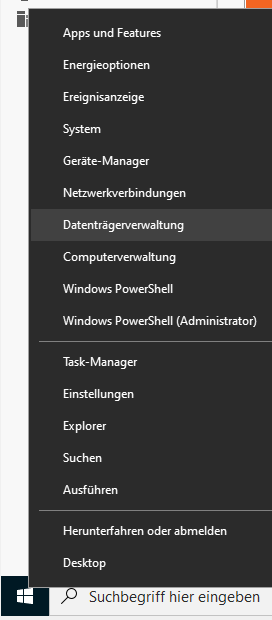 Apps und Features
Energieoptionen
Ereignisanzeige
System
Geräte-Manager
Netzwerkverbindungen
Datenträgerverwaltung
Computerverwaltung
Windows PowerShell
Windows PowerShell (Administrator)
Task-Manager
Einstellungen
Explorer
Suchen
Ausführen
Herunterfahren oder abmelden
Desktop
Suchbegriff hier eingeben